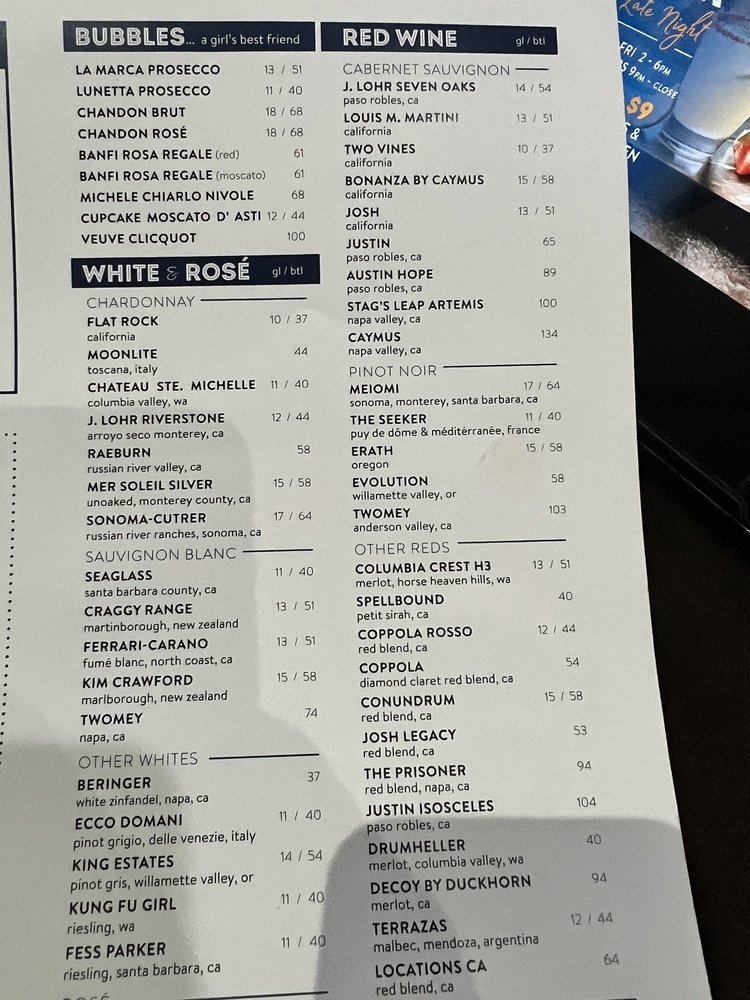 BUBBLES... a girl's best friend
LA MARCA PROSECCO 13 / 51
LUNETTA PROSECCO 11 / 40
CHANDON BRUT 18 / 68
CHANDON ROSÉ 18 / 68
BANFI ROSA REGALE (red) 61
BANFI ROSA REGALE (moscato) 61
MICHELE CHIARLO NIVOLE 68
CUPCAKE MOSCATO D' ASTI 12 / 44
VEUVE CLICQUOT 100
WHITE & ROSÉ gl / btl
CHARDONNAY
FLAT ROCK 10 / 37
california
MOONLITE 44
toscana, italy
CHATEAU STE. MICHELLE 11 / 40
columbia valley, wa
J. LOHR RIVERSTONE 12 / 44
arroyo seco monterey, ca
RAEBURN 58
russian river valley, ca
MER SOLEIL SILVER 15 / 58
unoaked, monterey county, ca
SONOMA-CUTRER 17 / 64
russian river ranches, sonoma, ca
SAUVIGNON BLANC
SEAGLASS 11 / 40
santa barbara county, ca
CRAGGY RANGE 13 / 51
martinborough, new zealand
FERRARI-CARANO 13 / 51
fumé blanc, north coast, ca
KIM CRAWFORD 15 / 58
marlborough, new zealand
TWOMEY 74
napa, ca
OTHER WHITES
BERINGER 37
white zinfandel, napa, ca
ECCO DOMANI 11 / 40
pinot grigio, delle venezie, italy
KING ESTATES 14 / 54
pinot gris, willamette valley, or
KUNG FU GIRL 11 / 40
riesling, wa
FESS PARKER 11 / 40
riesling, santa barbara, ca
ROSÉ
RED WINE gl / btl
CABERNET SAUVIGNON
J. LOHR SEVEN OAKS 14 / 54
paso robles, ca
LOUIS M. MARTINI 13 / 51
california
TWO VINES 10 / 37
california
BONANZA BY CAYMUS 15 / 58
california
JOSH 13 / 51
california
JUSTIN 65
paso robles, ca
AUSTIN HOPE 89
paso robles, ca
STAG'S LEAP ARTEMIS 100
napa valley, ca
CAYMUS 134
napa valley, ca
PINOT NOIR
MEIOMI 17 / 64
sonoma, monterey, santa barbara, ca
THE SEEKER 11 / 40
puy de dôme & méditérranée, france
ERATH 15 / 58
oregon
EVOLUTION 58
willamette valley, or
TWOMEY 103
anderson valley, ca
OTHER REDS
COLUMBIA CREST H3 13 / 51
merlot, horse heaven hills, wa
SPELLBOUND 40
petit sirah, ca
COPPOLA ROSSO 12 / 44
red blend, ca
COPPOLA 54
diamond claret red blend, ca
CONUNDRUM 15 / 58
red blend, ca
JOSH LEGACY 53
red blend, ca
THE PRISONER 94
red blend, napa, ca
JUSTIN ISOSCELES 104
paso robles, ca
DRUMHELLER 40
merlot, columbia valley, wa
DECOY BY DUCKHORN 94
merlot, ca
TERRAZAS 12 / 44
malbec, mendoza, argentina
LOCATIONS CA 64
red blend, ca
Late Night
FRI 2 - 6PM
9PM - CLOSE
$9
&